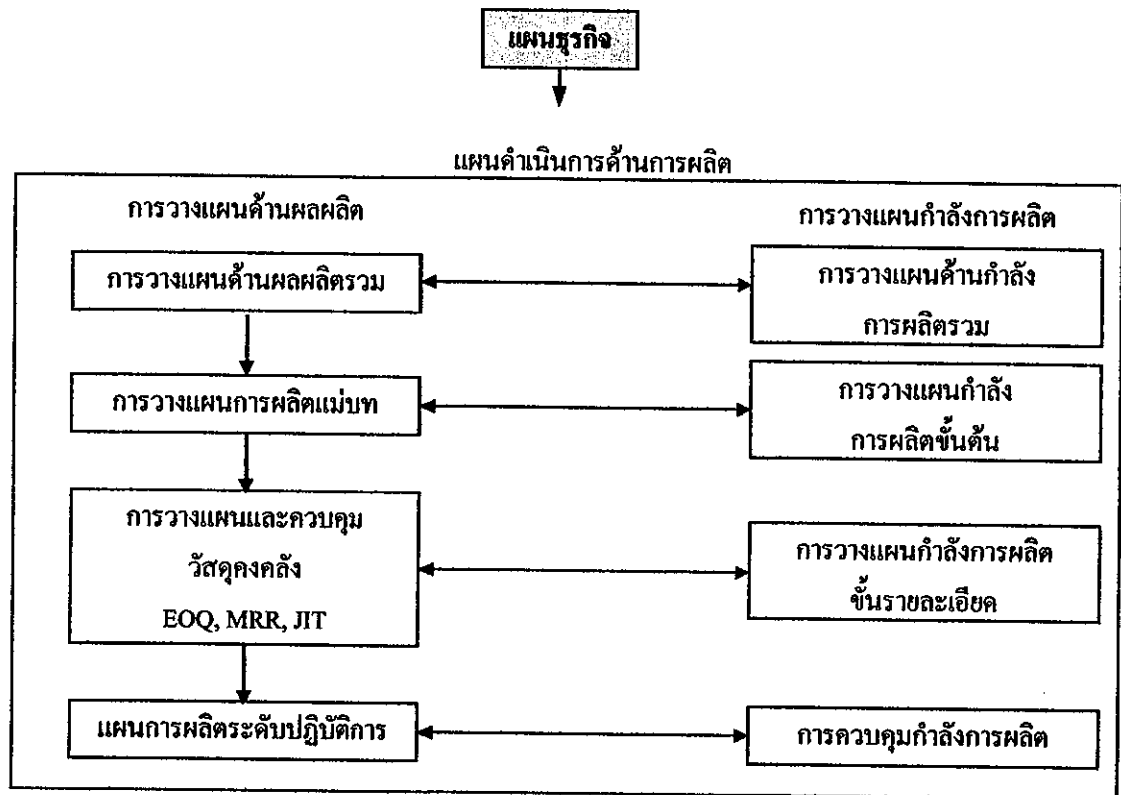 แผนธุรกิจ
แผนดำเนินการด้านการผลิต
การวางแผนด้านผลผลิต
การวางแผนกำลังการผลิต
การวางแผนด้านผลผลิตรวม
การวางแผนด้านกำลัง
การผลิตรวม
การวางแผนการผลิตแม่บท
การวางแผนกำลัง
การผลิตขั้นต้น
การวางแผนและควบคุม
วัสดุคงคลัง
EOQ, MRR, JIT
การวางแผนกำลังการผลิต
ขั้นรายละเอียด
แผนการผลิตระดับปฏิบัติการ
การควบคุมกำลังการผลิต